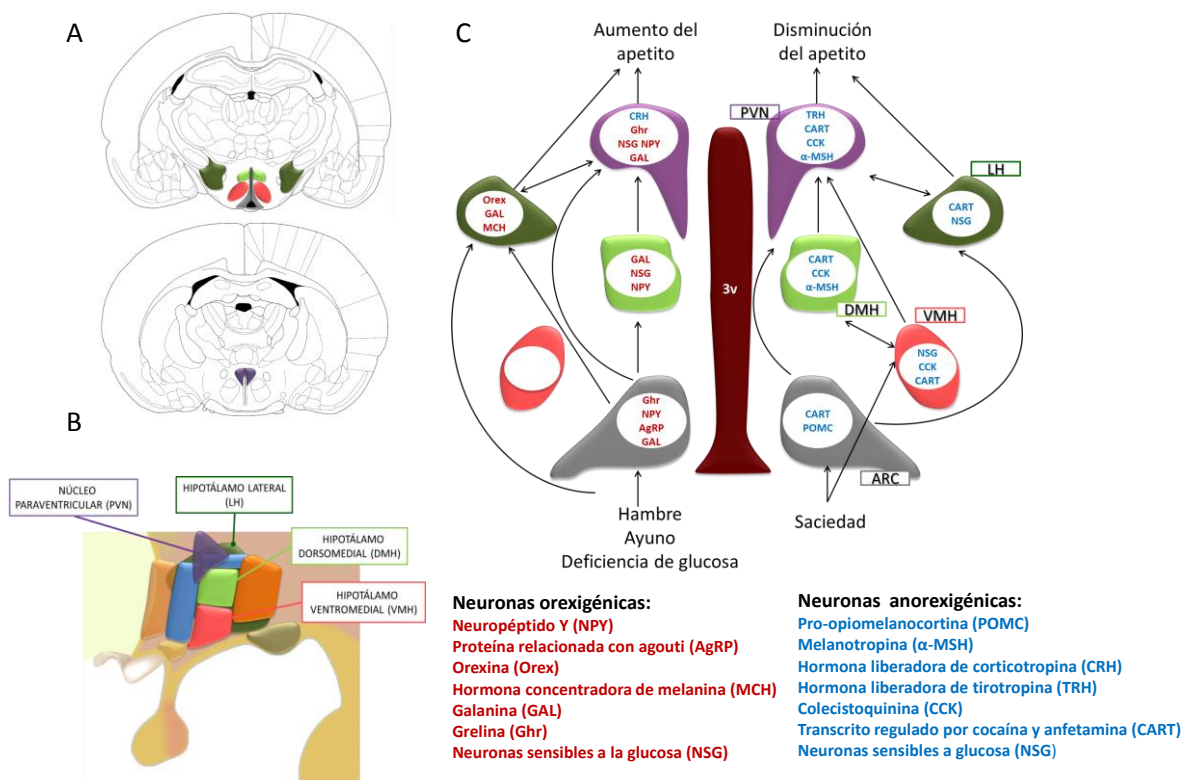 A
B
NÚCLEO
PARAVENTRICULAR (PVN)
HIPOTÁLAMO LATERAL
(LH)
HIPOTÁLAMO
DORSOMEDIAL (DMH)
HIPOTÁLAMO
VENTROMEDIAL (VMH)
C
Aumento del
apetito
Disminución
del apetito
CRH
Ghr
NSG NPY
GAL
PVN
TRH
CART
CCK
α-MSH
LH
Orex
GAL
MCH
CART
NSG
GAL
NSG
NPY
3v
CART
CCK
α-MSH
DMH
VMH
NSG
CCK
CART
Ghr
NPY
AgRP
GAL
CART
POMC
ARC
Hambre
Ayuno
Deficiencia de glucosa
Saciedad
Neuronas orexigénicas:
Neuropéptido Y (NPY)
Proteína relacionada con agouti (AgRP)
Orexina (Orex)
Hormona concentradora de melanina (MCH)
Galanina (GAL)
Grelina (Ghr)
Neuronas sensibles a la glucosa (NSG)
Neuronas anorexigénicas:
Pro-opiomelanocortina (POMC)
Melanotropina (α-MSH)
Hormona liberadora de corticotropina (CRH)
Hormona liberadora de tirotropina (TRH)
Colecistoquinina (CCK)
Transcrito regulado por cocaína y anfetamina (CART)
Neuronas sensibles a glucosa (NSG)